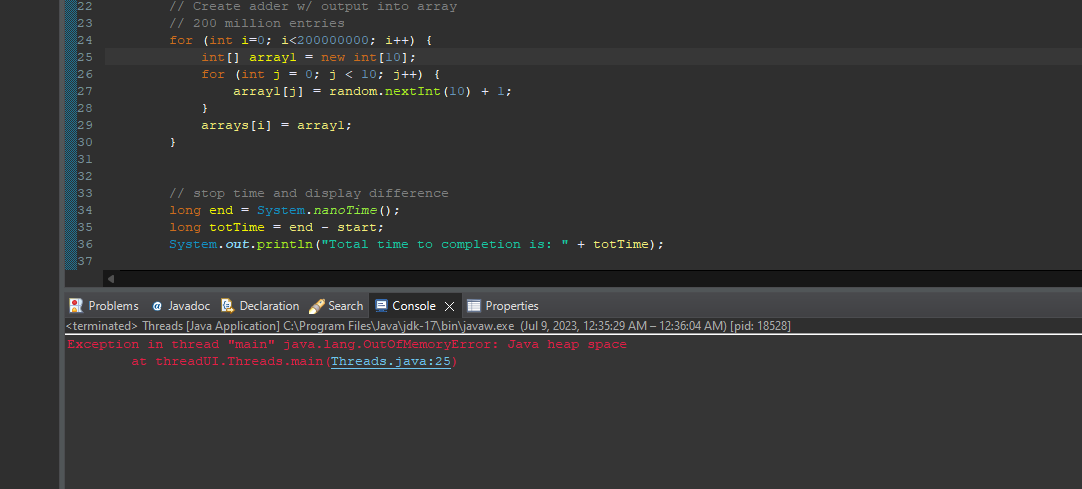 22 // Create adder w/ output into array
23 // 200 million entries
24 for (int i=0; i<200000000; i++) {
25 int[] array1 = new int[10];
26 for (int j = 0; j < 10; j++) {
27 array1[j] = random.nextInt(10) + 1;
28 }
29 arrays[i] = array1;
30 }
31
32
33 // stop time and display difference
34 long end = System.nanoTime();
35 long totTime = end - start;
36 System.out.println("Total time to completion is: " + totTime);
37
Problems @ Javadoc Declaration Search Console Properties
<terminated> Threads [Java Application] C:\Program Files\Java\jdk-17\bin\javaw.exe (Jul 9, 2023, 12:35:29 AM – 12:36:04 AM) [pid: 18528]
Exception in thread "main" java.lang.OutOfMemoryError: Java heap space
at threadUI.Threads.main(Threads.java:25)